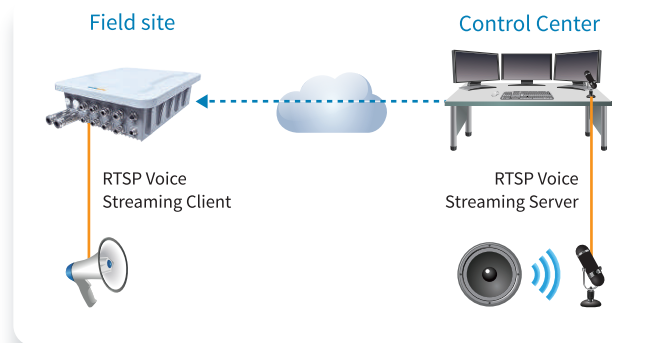 Field site
Control Center
RTSP Voice
Streaming Client
RTSP Voice
Streaming Server